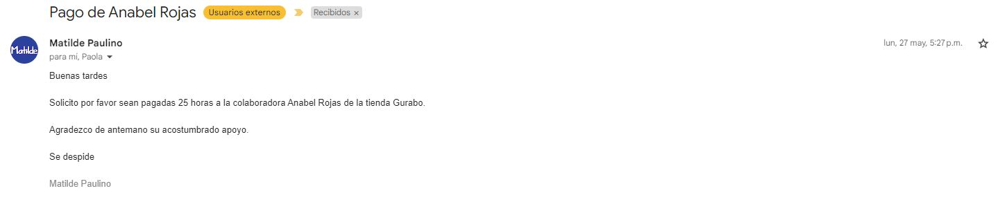 Pago de Anabel Rojas Usuarios externos Recibidos ×
Matilde Matilde Paulino lun, 27 may, 5:27 p.m.
para mí, Paola
Buenas tardes
Solicito por favor sean pagadas 25 horas a la colaboradora Anabel Rojas de la tienda Gurabo.
Agradezco de antemano su acostumbrado apoyo.
Se despide
Matilde Paulino